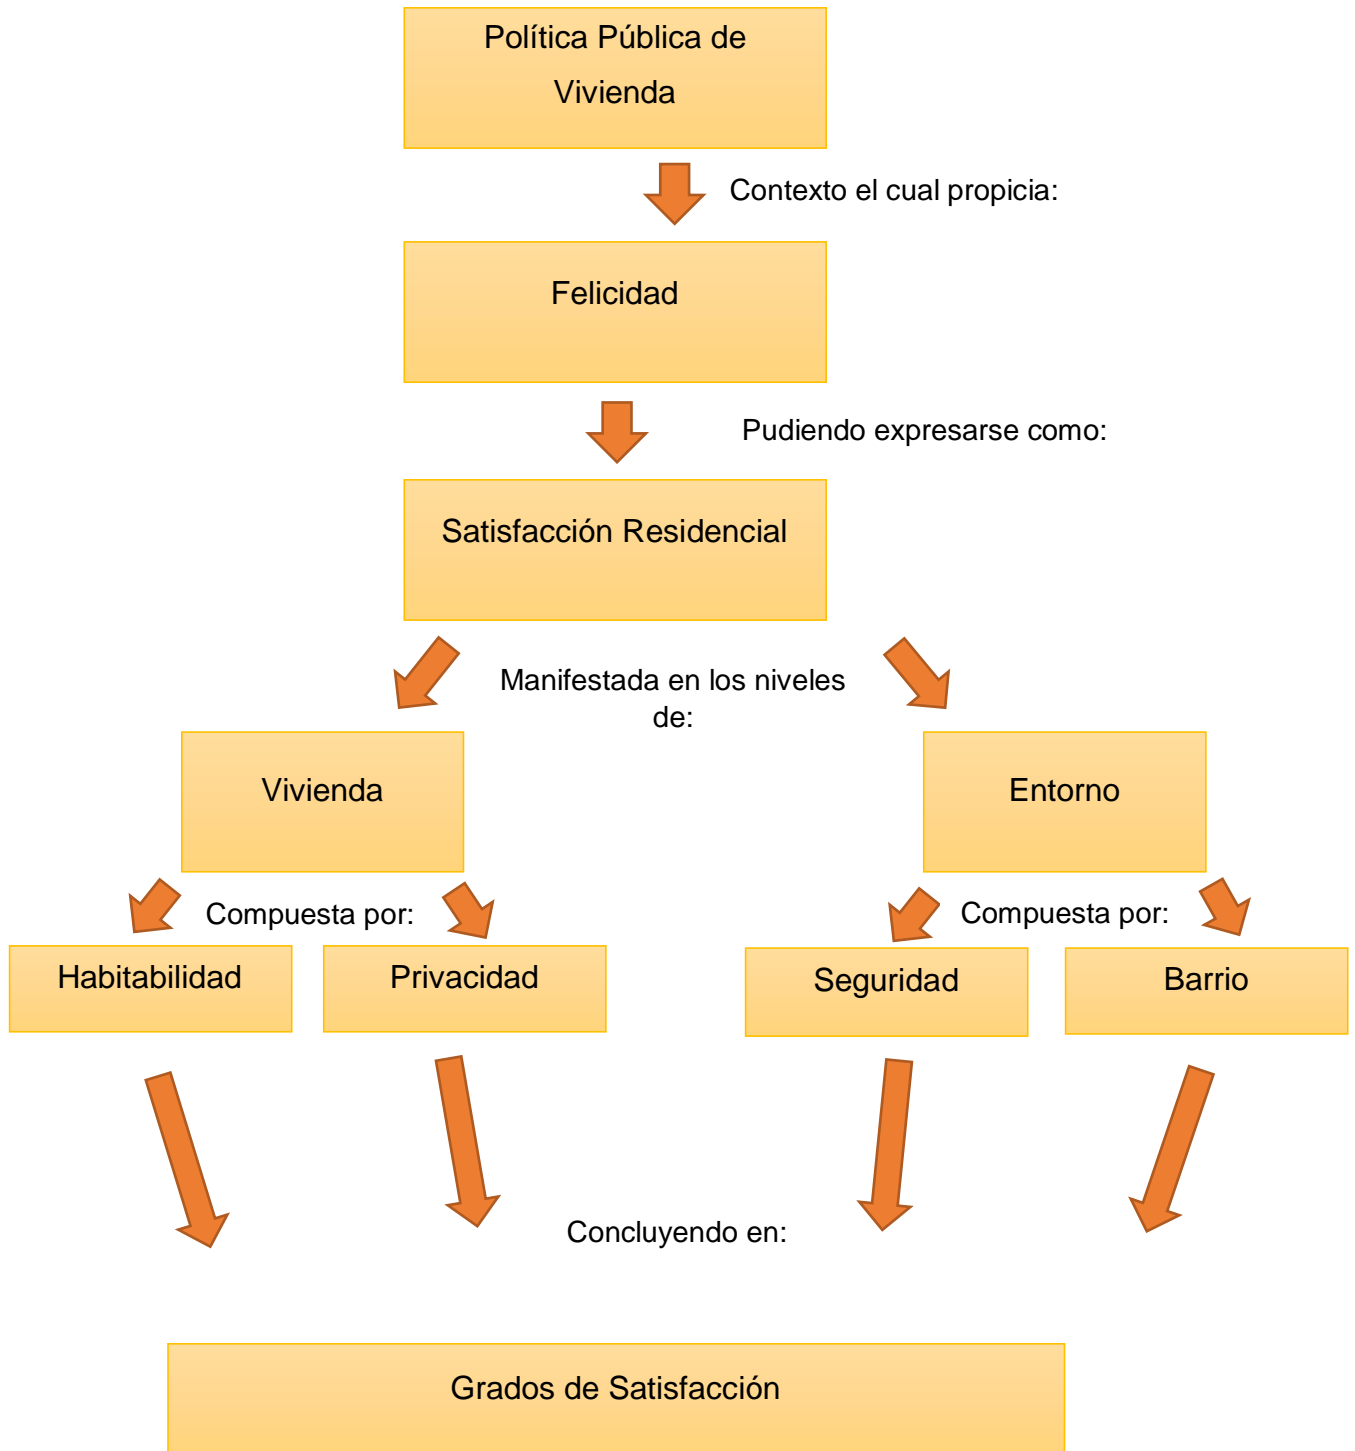 Política Pública de
Vivienda
Contexto el cual propicia:
Felicidad
Pudiendo expresarse como:
Satisfacción Residencial
Manifestada en los niveles
de:
Vivienda
Entorno
Compuesta por:
Compuesta por:
Habitabilidad
Privacidad
Seguridad
Barrio
Concluyendo en:
Grados de Satisfacción